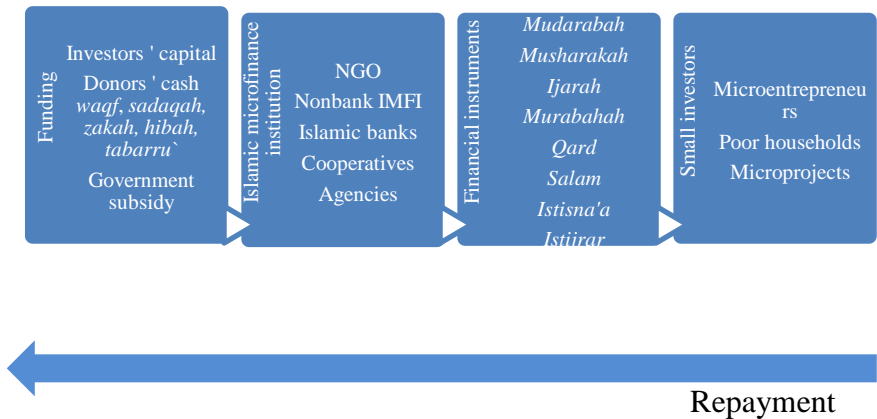 Funding
Investors ' capital
Donors ' cash
waqf, sadaqah,
zakah, hibah,
tabarru`
Government
subsidy
Islamic microfinance
institution
NGO
Nonbank IMFI
Islamic banks
Cooperatives
Agencies
Financial instruments
Mudarabah
Musharakah
Ijarah
Murabahah
Qard
Salam
Istisna'a
Istijrar
Small investors
Microentrepreneu
rs
Poor households
Microprojects
Repayment